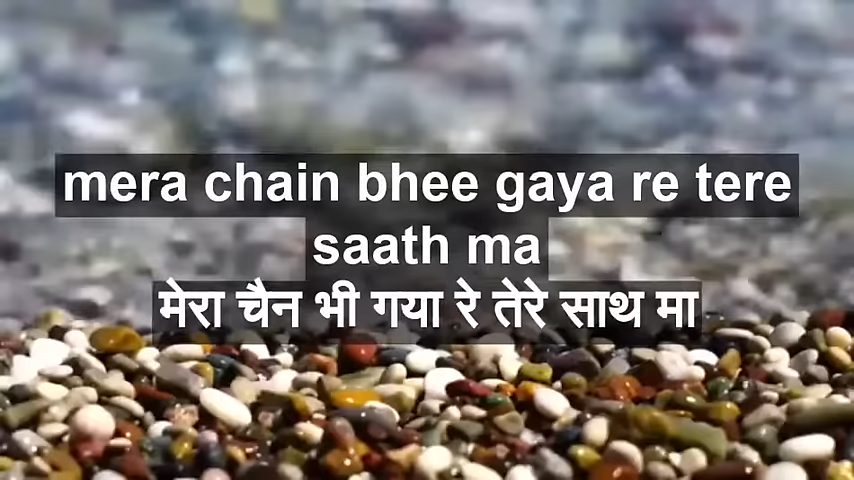 mera chain bhee gaya re tere
saath ma
मेरा चैन भी गया रे तेरे साथ मा